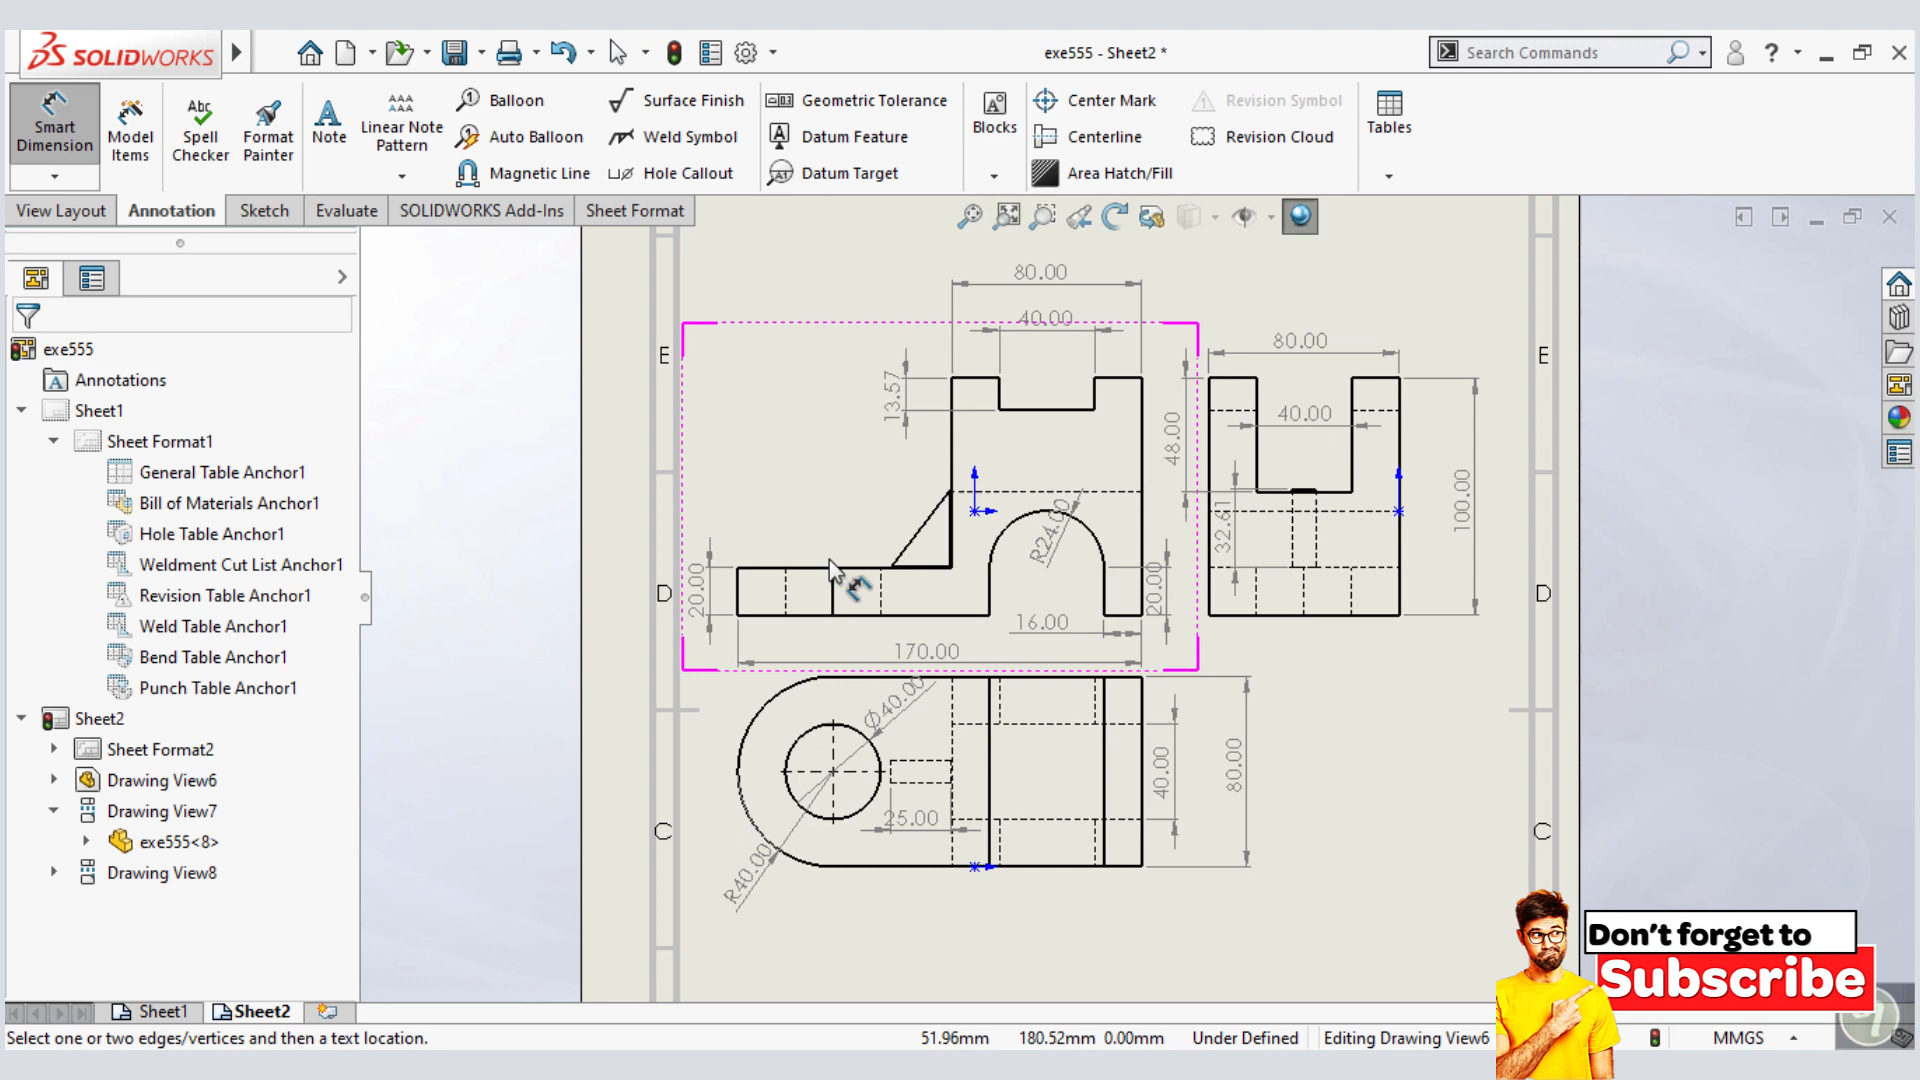 SOLIDWORKS
exe555 - Sheet2 *
Search Commands
?
Smart Dimension
Model Items
Abc
Spell Checker
Format Painter
A
Note
AAA
AAA
Linear Note Pattern
Balloon
Auto Balloon
Magnetic Line
Surface Finish
Weld Symbol
Hole Callout
Geometric Tolerance
Datum Feature
Datum Target
Blocks
Center Mark
Centerline
Area Hatch/Fill
Revision Symbol
Revision Cloud
Tables
View Layout
Annotation
Sketch
Evaluate
SOLIDWORKS Add-Ins
Sheet Format
exe555
Annotations
Sheet1
Sheet Format1
General Table Anchor1
Bill of Materials Anchor1
Hole Table Anchor1
Weldment Cut List Anchor1
Revision Table Anchor1
Weld Table Anchor1
Bend Table Anchor1
Punch Table Anchor1
Sheet2
Sheet Format2
Drawing View6
Drawing View7
exe555<8>
Drawing View8
E
D
C
E
D
C
80.00
40.00
13.57
48.00
R24.00
20.00
20.00
16.00
170.00
80.00
40.00
32.61
100.00
Ø40.00
25.00
R40.00
40.00
80.00
Sheet1
Sheet2
Select one or two edges/vertices and then a text location.
51.96mm
180.52mm
0.00mm
Under Defined
Editing Drawing View6
MMGS
Don't forget to
Subscribe